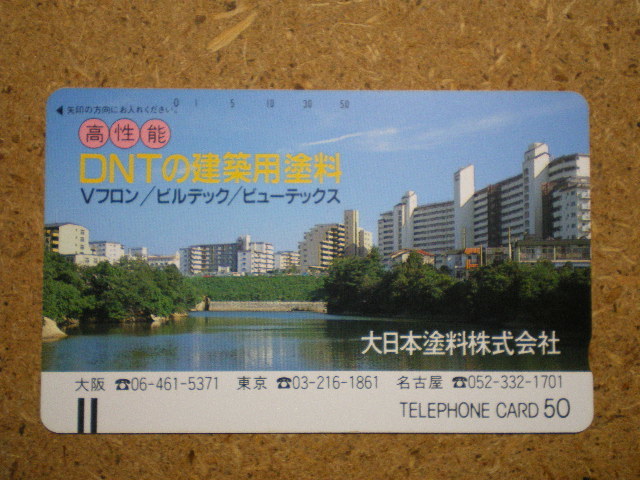 ◀矢印の方向にお入れください。 0 1 5 10 30 50
高性能
DNTの建築用塗料
Vフロン/ビルデック/ビューテックス
大日本塗料株式会社
大阪 ☎06-461-5371 東京 ☎03-216-1861 名古屋 ☎052-332-1701
TELEPHONE CARD 50